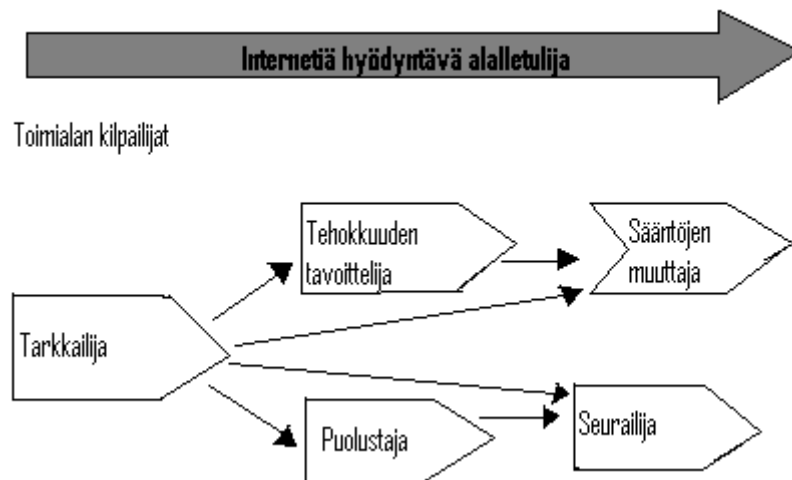 Internetiä hyödyntävä alalletulija
Toimialan kilpailijat
Tehokkuuden
tavoittelija
Sääntöjen
muuttaja
Tarkkailija
Puolustaja
Seurailija